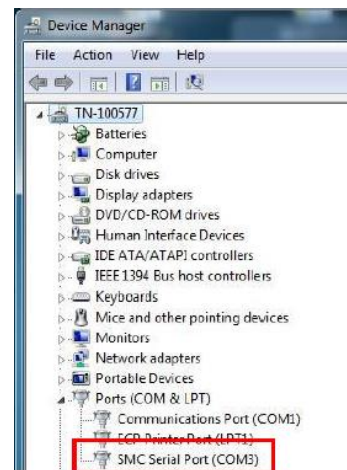 Device Manager
File Action View Help
TN-100577
Batteries
Computer
Disk drives
Display adapters
DVD/CD-ROM drives
Human Interface Devices
IDE ATA/ATAPI controllers
IEEE 1394 Bus host controllers
Keyboards
Mice and other pointing devices
Monitors
Network adapters
Portable Devices
Ports (COM & LPT)
Communications Port (COM1)
ECP Printer Port (LPT1)
SMC Serial Port (COM3)